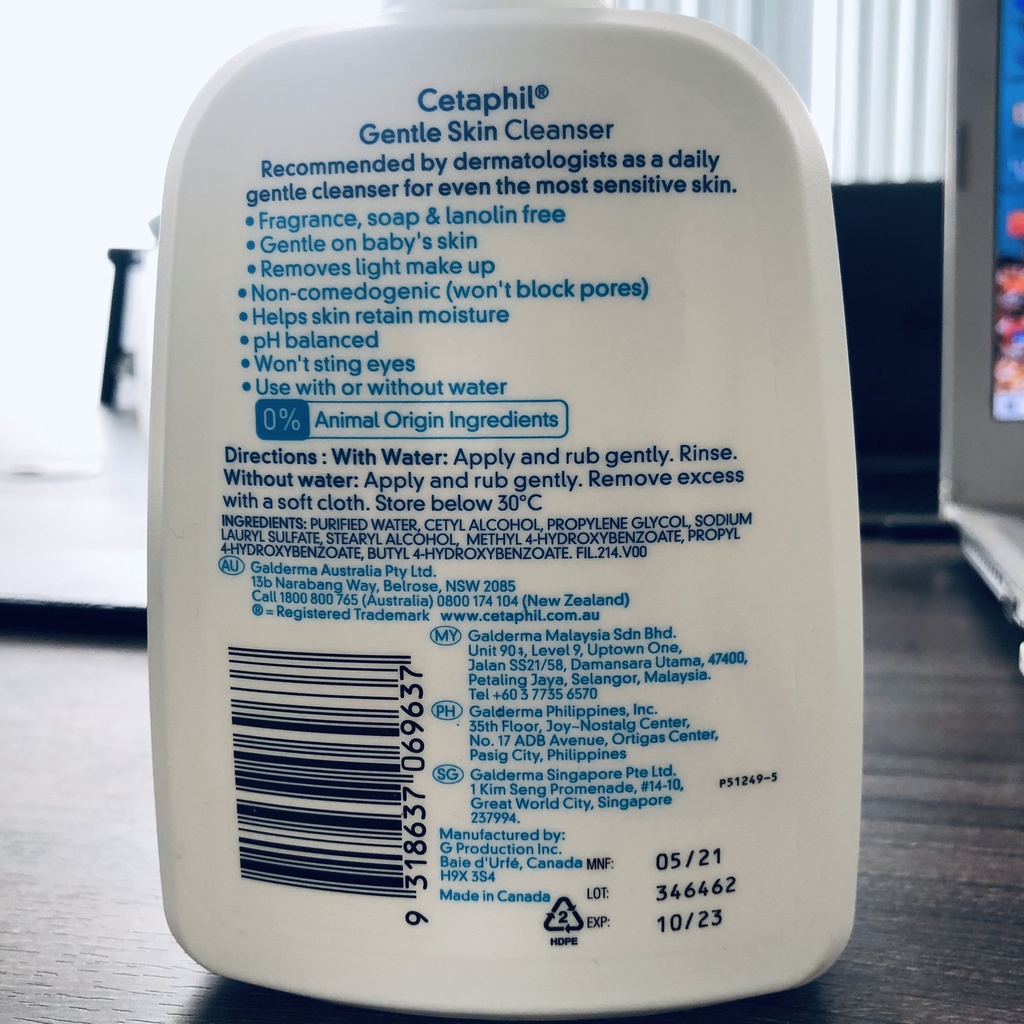 Cetaphil®
Gentle Skin Cleanser
Recommended by dermatologists as a daily
gentle cleanser for even the most sensitive skin.
• Fragrance, soap & lanolin free
• Gentle on baby's skin
• Removes light make up
• Non-comedogenic (won't block pores)
• Helps skin retain moisture
• pH balanced
• Won't sting eyes
• Use with or without water
0% Animal Origin Ingredients
Directions : With Water: Apply and rub gently. Rinse.
Without water: Apply and rub gently. Remove excess
with a soft cloth. Store below 30°C
INGREDIENTS: PURIFIED WATER, CETYL ALCOHOL, PROPYLENE GLYCOL, SODIUM
LAURYL SULFATE, STEARYL ALCOHOL, METHYL 4-HYDROXYBENZOATE, PROPYL
4-HYDROXYBENZOATE, BUTYL 4-HYDROXYBENZOATE. FIL.214.V00
AU Galderma Australia Pty Ltd.
13b Narabang Way, Belrose, NSW 2085
Call 1800 800 765 (Australia) 0800 174 104 (New Zealand)
® = Registered Trademark www.cetaphil.com.au
MY Galderma Malaysia Sdn Bhd.
Unit 901, Level 9, Uptown One,
Jalan SS21/58, Damansara Utama, 47400,
Petaling Jaya, Selangor, Malaysia.
Tel +60 3 7735 6570
PH Galderma Philippines, Inc.
35th Floor, Joy~Nostalg Center,
No. 17 ADB Avenue, Ortigas Center,
Pasig City, Philippines
SG Galderma Singapore Pte Ltd.
1 Kim Seng Promenade, #14-10,
Great World City, Singapore
237994.
P51249-5
Manufactured by:
G Production Inc.
Baie d'Urfé, Canada
H9X 3S4
Made in Canada
MNF: 05/21
LOT: 346462
EXP: 10/23
2
HDPE
9 318637 069637